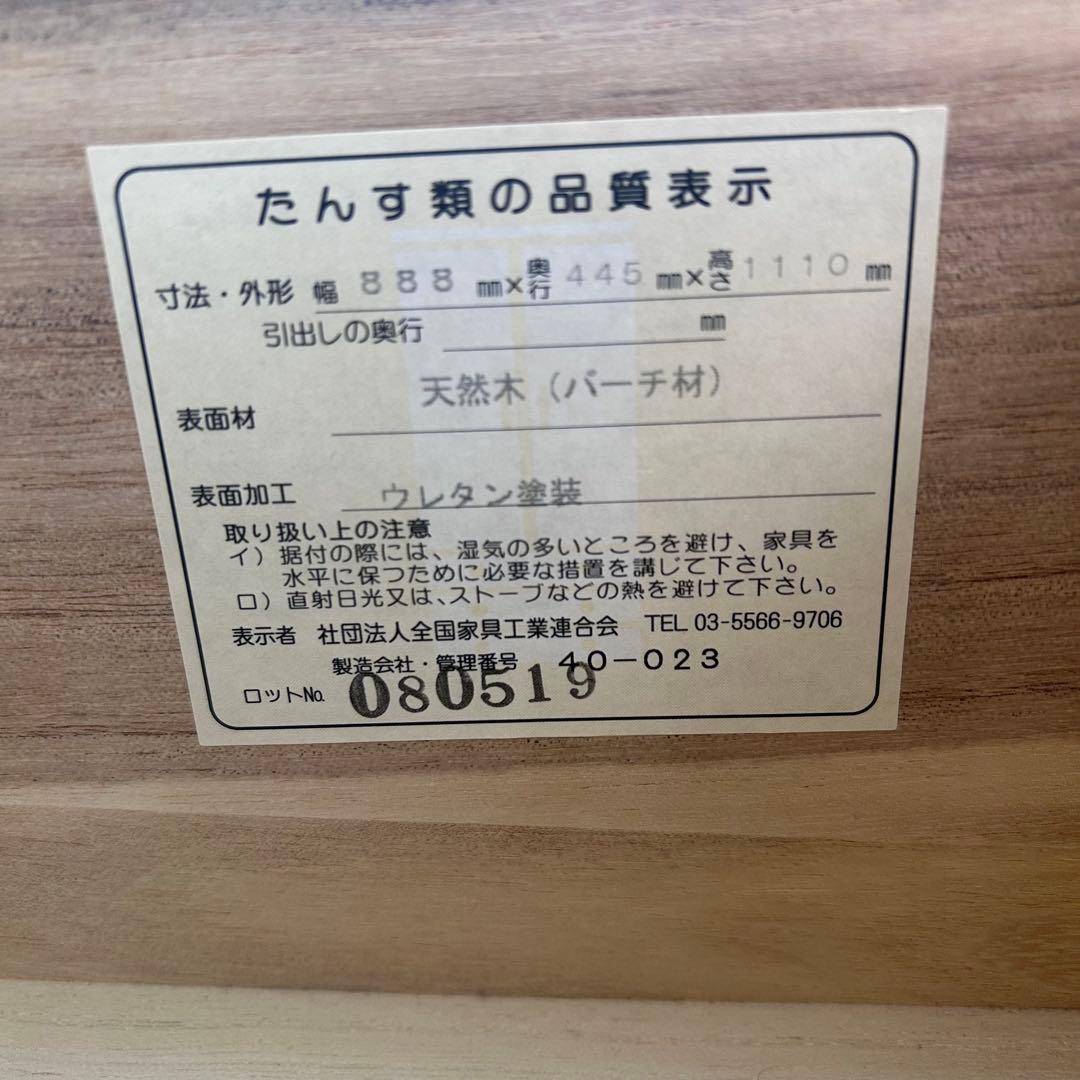 たんす類の品質表示
寸法・外形 幅 888 mm×奥行 445 mm×高さ 1110 mm
引出しの奥行 mm
表面材 天然木（バーチ材）
表面加工 ウレタン塗装
取り扱い上の注意
イ）据付の際には、湿気の多いところを避け、家具を
水平に保つために必要な措置を講じて下さい。
ロ）直射日光又は、ストーブなどの熱を避けて下さい。
表示者 社団法人全国家具工業連合会 TEL 03-5566-9706
製造会社・管理番号 40-023
ロットNo. 080519